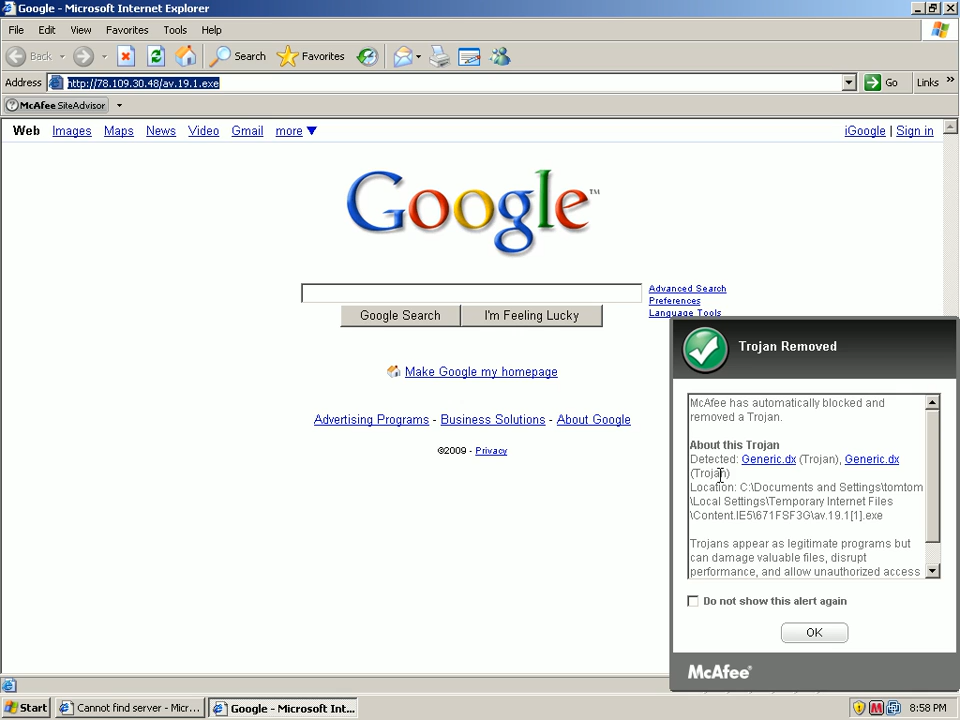 Google - Microsoft Internet Explorer
File Edit View Favorites Tools Help
Back Search Favorites
Address http://78.109.30.48/av.19.1.exe Go Links »
McAfee SiteAdvisor
Web Images Maps News Video Gmail more ▼ iGoogle | Sign in
Google™
Advanced Search
Preferences
Language Tools
Google Search I'm Feeling Lucky
Make Google my homepage
Advertising Programs - Business Solutions - About Google
©2009 - Privacy
Trojan Removed
McAfee has automatically blocked and
removed a Trojan.
About this Trojan
Detected: Generic.dx (Trojan), Generic.dx
(Trojan)
Location: C:\Documents and Settings\tomtom
\Local Settings\Temporary Internet Files
\Content.IE5\671FSF3G\av.19.1[1].exe
Trojans appear as legitimate programs but
can damage valuable files, disrupt
performance, and allow unauthorized access
Do not show this alert again
OK
McAfee®
Start Cannot find server - Micr... Google - Microsoft Int... 8:58 PM